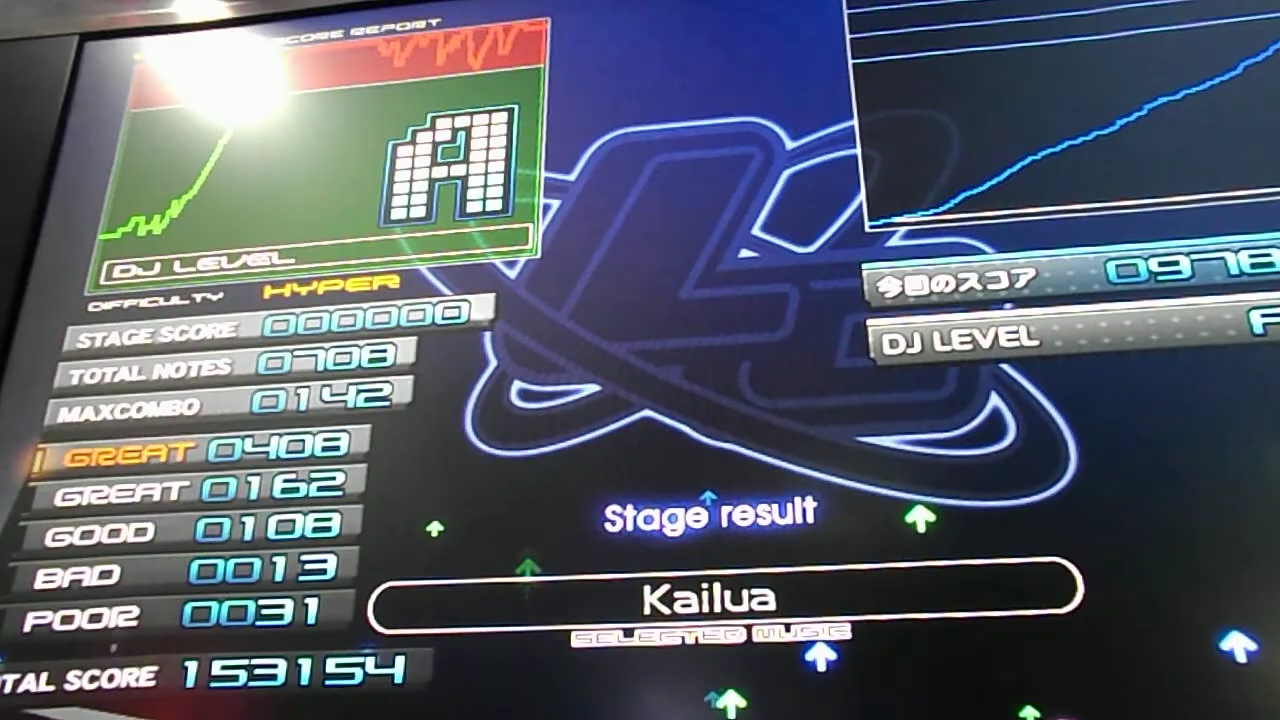 SCORE REPORT
A
DJ LEVEL
DIFFICULTY HYPER
STAGE SCORE 000000
TOTAL NOTES 0708
MAXCOMBO 0142
GREAT 0408
GREAT 0162
GOOD 0108
BAD 0013
POOR 0031
TAL SCORE 153154
今回のスコア 0978
DJ LEVEL
Stage result
Kailua
SELECTED MUSIC